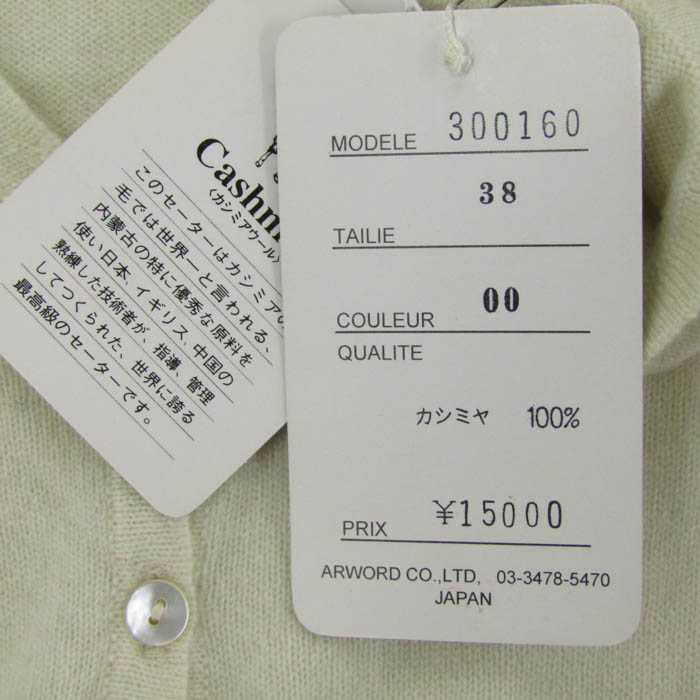 Cashm
〈カシミアウール〉
このセーターはカシミアの
毛では世界一と言われる、
内蒙古の特に優秀な原料を
使い日本、イギリス、中国の
熟練した技術者が、指導、管理
してつくられた、世界に誇る
最高級のセーターです。
MODELE 300160
38
TAILIE
00
COULEUR
QUALITE
カシミヤ 100%
PRIX ¥15000
ARWORD CO.,LTD, 03-3478-5470
JAPAN